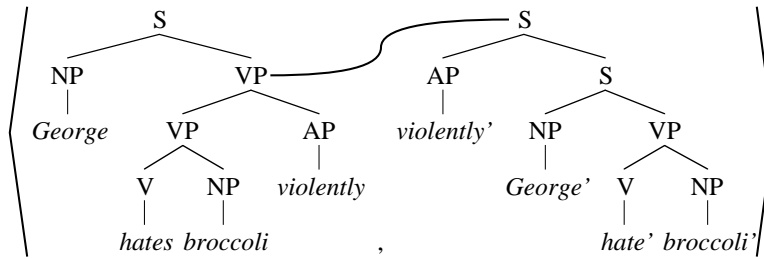 S S
NP VP AP S
George VP AP violently’ NP VP
V NP violently George’ V NP
hates broccoli , hate’ broccoli’